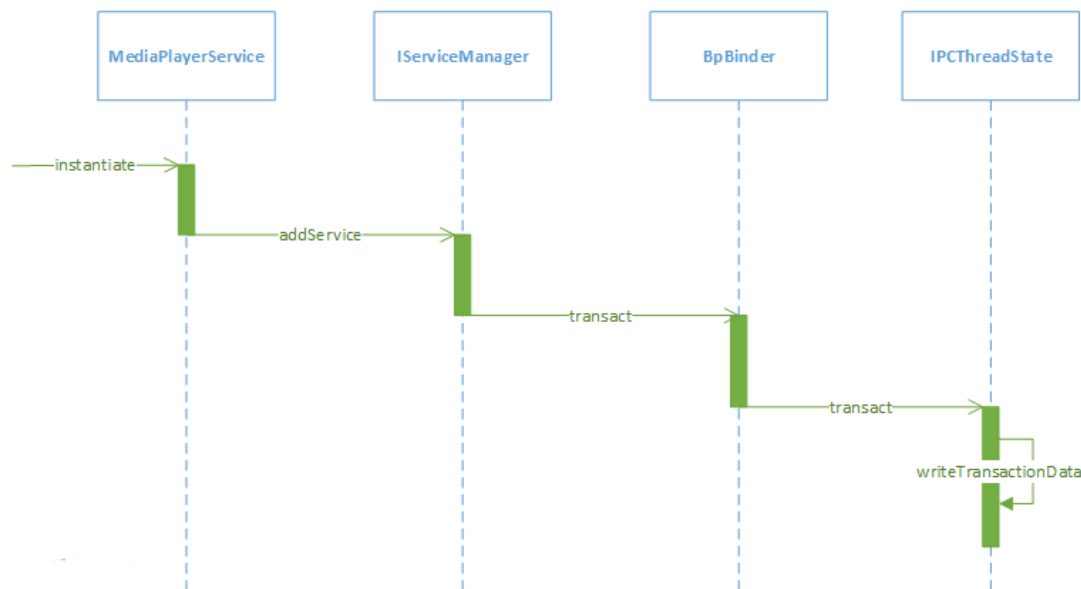 MediaPlayerService
IServiceManager
BpBinder
IPCThreadState
instantiate
addService
transact
transact
writeTransactionData